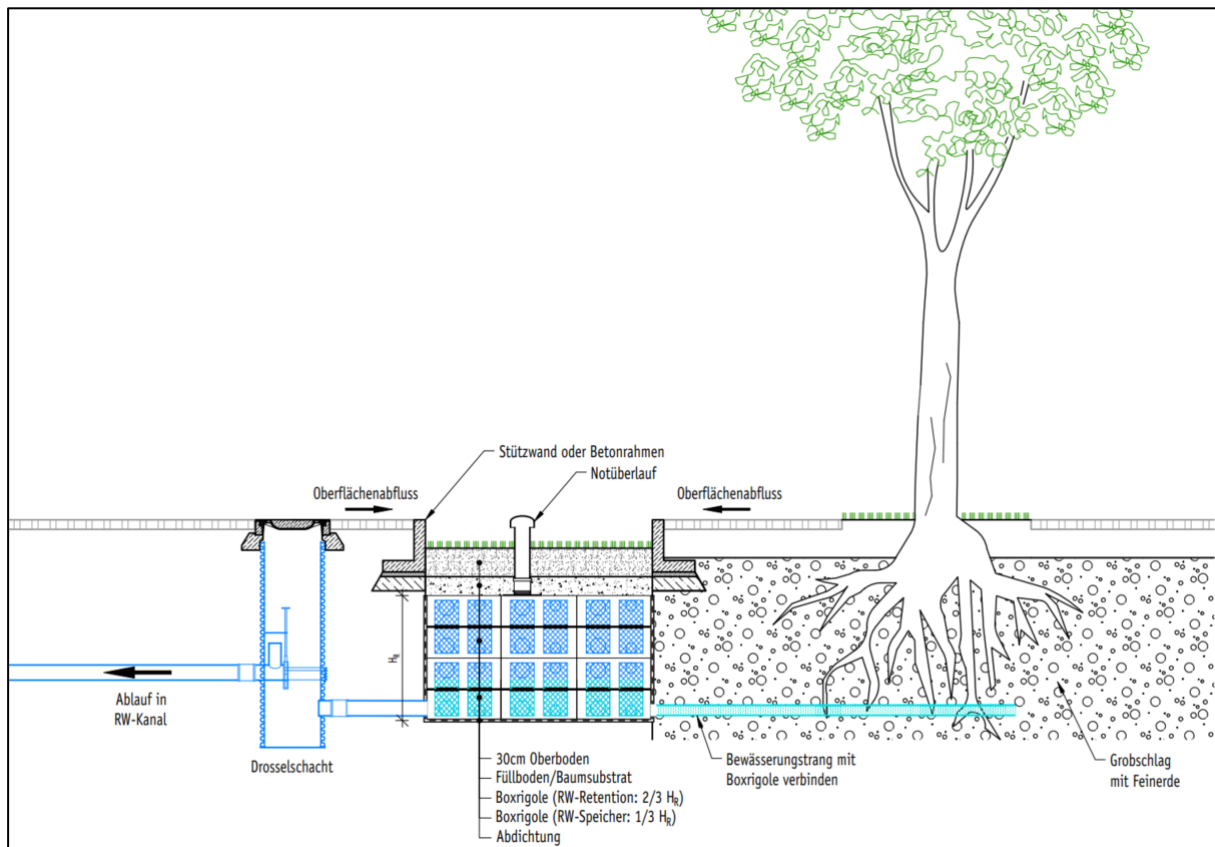 Stützwand oder Betonrahmen
Notüberlauf
Oberflächenabfluss
Oberflächenabfluss
HR
Ablauf in
RW-Kanal
Drosselschacht
30cm Oberboden
Füllboden/Baumsubstrat
Boxrigole (RW-Retention: 2/3 HR)
Boxrigole (RW-Speicher: 1/3 HR)
Abdichtung
Bewässerungstrang mit
Boxrigole verbinden
Grobschlag
mit Feinerde